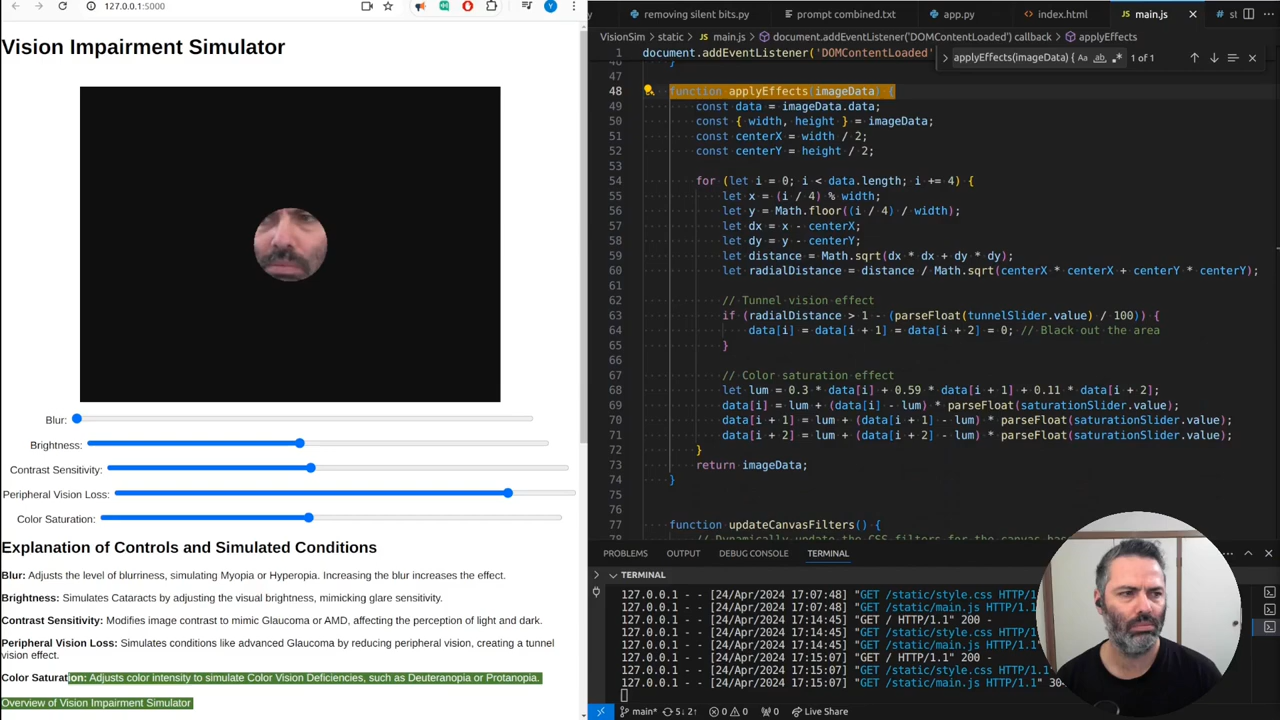 127.0.0.1:5000
Vision Impairment Simulator
Blur:
Brightness:
Contrast Sensitivity:
Peripheral Vision Loss:
Color Saturation:
Explanation of Controls and Simulated Conditions
Blur: Adjusts the level of blurriness, simulating Myopia or Hyperopia. Increasing the blur increases the effect.
Brightness: Simulates Cataracts by adjusting the visual brightness, mimicking glare sensitivity.
Contrast Sensitivity: Modifies image contrast to mimic Glaucoma or AMD, affecting the perception of light and dark.
Peripheral Vision Loss: Simulates conditions like advanced Glaucoma by reducing peripheral vision, creating a tunnel
vision effect.
Color Saturation: Adjusts color intensity to simulate Color Vision Deficiencies, such as Deuteranopia or Protanopia.
Overview of Vision Impairment Simulator
removing silent bits.py prompt combined.txt app.py index.html main.js
VisionSim > static > main.js > document.addEventListener('DOMContentLoaded') callback > applyEffects
1 document.addEventListener('DOMContentLoaded'
applyEffects(imageData) { Aa ab 1 of 1
46 }
47
48 function applyEffects(imageData) {
49 const data = imageData.data;
50 const { width, height } = imageData;
51 const centerX = width / 2;
52 const centerY = height / 2;
53
54 for (let i = 0; i < data.length; i += 4) {
55 let x = (i / 4) % width;
56 let y = Math.floor((i / 4) / width);
57 let dx = x - centerX;
58 let dy = y - centerY;
59 let distance = Math.sqrt(dx * dx + dy * dy);
60 let radialDistance = distance / Math.sqrt(centerX * centerX + centerY * centerY);
61
62 // Tunnel vision effect
63 if (radialDistance > 1 - (parseFloat(tunnelSlider.value) / 100)) {
64 data[i] = data[i + 1] = data[i + 2] = 0; // Black out the area
65 }
66
67 // Color saturation effect
68 let lum = 0.3 * data[i] + 0.59 * data[i + 1] + 0.11 * data[i + 2];
69 data[i] = lum + (data[i] - lum) * parseFloat(saturationSlider.value);
70 data[i + 1] = lum + (data[i + 1] - lum) * parseFloat(saturationSlider.value);
71 data[i + 2] = lum + (data[i + 2] - lum) * parseFloat(saturationSlider.value);
72 }
73 return imageData;
74 }
75
76
77 function updateCanvasFilters() {
PROBLEMS OUTPUT DEBUG CONSOLE TERMINAL
TERMINAL
127.0.0.1 - - [24/Apr/2024 17:07:48] "GET /static/style.css HTTP/1
127.0.0.1 - - [24/Apr/2024 17:07:48] "GET /static/main.js HTTP/1.
127.0.0.1 - - [24/Apr/2024 17:14:45] "GET / HTTP/1.1" 200 -
127.0.0.1 - - [24/Apr/2024 17:14:45] "GET /static/style.css HTTP/
127.0.0.1 - - [24/Apr/2024 17:14:45] "GET /static/main.js HTTP/1
127.0.0.1 - - [24/Apr/2024 17:15:07] "GET / HTTP/1.1" 200 -
127.0.0.1 - - [24/Apr/2024 17:15:07] "GET /static/style.css HTTP/1
127.0.0.1 - - [24/Apr/2024 17:15:07] "GET /static/main.js HTTP/1.1" 30
main* 5↓ 2↑ 0 0 0 Live Share